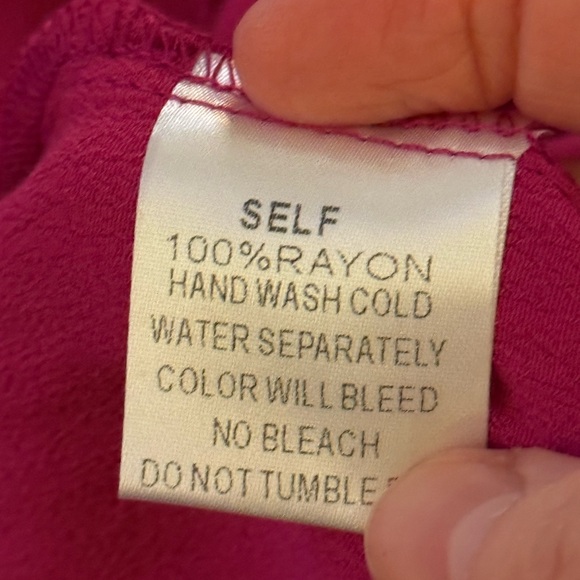 SELF
100%RAYON
HAND WASH COLD
WATER SEPARATELY
COLOR WILL BLEED
NO BLEACH
DO NOT TUMBLE